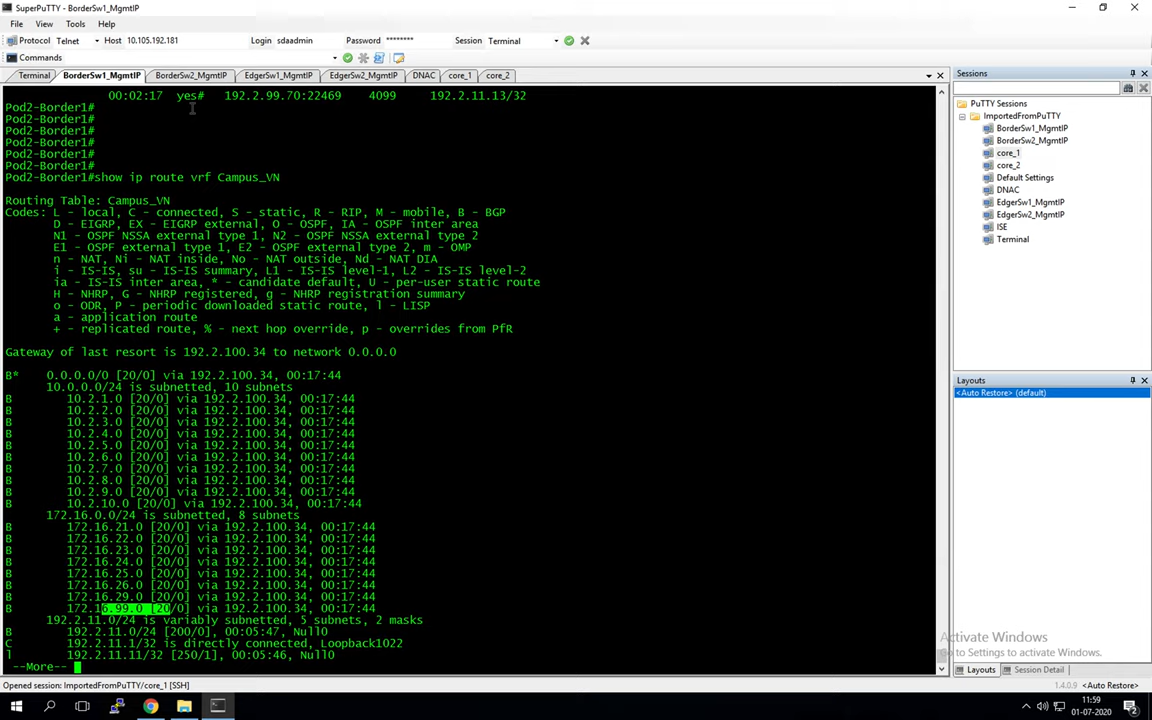 SuperPuTTY - BorderSw1_MgmtIP
File View Tools Help
Protocol Telnet Host 10.105.192.181 Login sdaadmin Password ******** Session Terminal
Commands
Terminal BorderSw1_MgmtIP BorderSw2_MgmtIP EdgerSw1_MgmtIP EdgerSw2_MgmtIP DNAC core_1 core_2
00:02:17 yes# 192.2.99.70:22469 4099 192.2.11.13/32
Pod2-Border1#
Pod2-Border1#
Pod2-Border1#
Pod2-Border1#
Pod2-Border1#
Pod2-Border1#
Pod2-Border1#show ip route vrf Campus_VN
Routing Table: Campus_VN
Codes: L - local, C - connected, S - static, R - RIP, M - mobile, B - BGP
D - EIGRP, EX - EIGRP external, O - OSPF, IA - OSPF inter area
N1 - OSPF NSSA external type 1, N2 - OSPF NSSA external type 2
E1 - OSPF external type 1, E2 - OSPF external type 2, m - OMP
n - NAT, Ni - NAT inside, No - NAT outside, Nd - NAT DIA
i - IS-IS, su - IS-IS summary, L1 - IS-IS level-1, L2 - IS-IS level-2
ia - IS-IS inter area, * - candidate default, U - per-user static route
H - NHRP, G - NHRP registered, g - NHRP registration summary
o - ODR, P - periodic downloaded static route, l - LISP
a - application route
+ - replicated route, % - next hop override, p - overrides from PfR
Gateway of last resort is 192.2.100.34 to network 0.0.0.0
B* 0.0.0.0/0 [20/0] via 192.2.100.34, 00:17:44
10.0.0.0/24 is subnetted, 10 subnets
B 10.2.1.0 [20/0] via 192.2.100.34, 00:17:44
B 10.2.2.0 [20/0] via 192.2.100.34, 00:17:44
B 10.2.3.0 [20/0] via 192.2.100.34, 00:17:44
B 10.2.4.0 [20/0] via 192.2.100.34, 00:17:44
B 10.2.5.0 [20/0] via 192.2.100.34, 00:17:44
B 10.2.6.0 [20/0] via 192.2.100.34, 00:17:44
B 10.2.7.0 [20/0] via 192.2.100.34, 00:17:44
B 10.2.8.0 [20/0] via 192.2.100.34, 00:17:44
B 10.2.9.0 [20/0] via 192.2.100.34, 00:17:44
B 10.2.10.0 [20/0] via 192.2.100.34, 00:17:44
172.16.0.0/24 is subnetted, 8 subnets
B 172.16.21.0 [20/0] via 192.2.100.34, 00:17:44
B 172.16.22.0 [20/0] via 192.2.100.34, 00:17:44
B 172.16.23.0 [20/0] via 192.2.100.34, 00:17:44
B 172.16.24.0 [20/0] via 192.2.100.34, 00:17:44
B 172.16.25.0 [20/0] via 192.2.100.34, 00:17:44
B 172.16.26.0 [20/0] via 192.2.100.34, 00:17:44
B 172.16.29.0 [20/0] via 192.2.100.34, 00:17:44
B 172.16.99.0 [20/0] via 192.2.100.34, 00:17:44
192.2.11.0/24 is variably subnetted, 5 subnets, 2 masks
B 192.2.11.0/24 [200/0], 00:05:47, Null0
C 192.2.11.1/32 is directly connected, Loopback1022
l 192.2.11.11/32 [250/1], 00:05:46, Null0
--More--
Sessions
PuTTY Sessions
ImportedFromPuTTY
BorderSw1_MgmtIP
BorderSw2_MgmtIP
core_1
core_2
Default Settings
DNAC
EdgerSw1_MgmtIP
EdgerSw2_MgmtIP
ISE
Terminal
Layouts
<Auto Restore> (default)
Activate Windows
Go to Settings to activate Windows.
Layouts Session Detail
Opened session: ImportedFromPuTTY/core_1 [SSH]
1.4.0.9 <Auto Restore>
11:59
01-07-2020
2